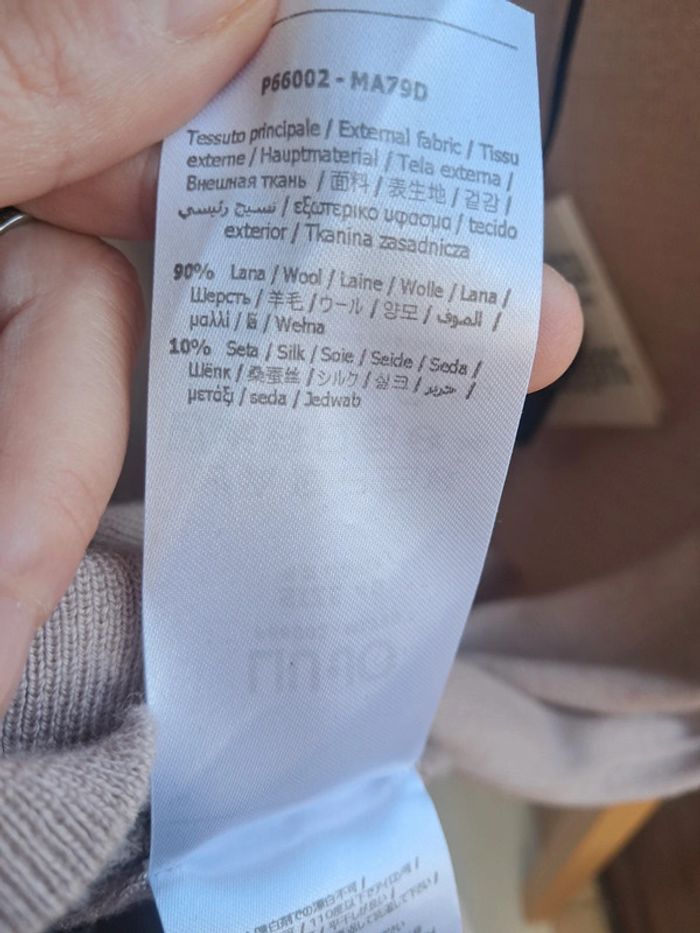 P66002 - MA79D
Tessuto principale / External fabric / Tissu
externe / Hauptmaterial / Tela externa /
Внешная ткань / 面料 / 表生地 / 겉감 /
نسيج رئيسي / εξωτερικο υφασμα / tecido
exterior / Tkanina zasadnicza
90% Lana / Wool / Laine / Wolle / Lana /
Шерсть / 羊毛 / ウール / 양모 / الصوف /
μαλλί / lã / Wełna
10% Seta / Silk / Soie / Seide / Seda /
Шёлк / 桑蚕丝 / シルク / 실크 / حرير /
μετάξι / seda / Jedwab